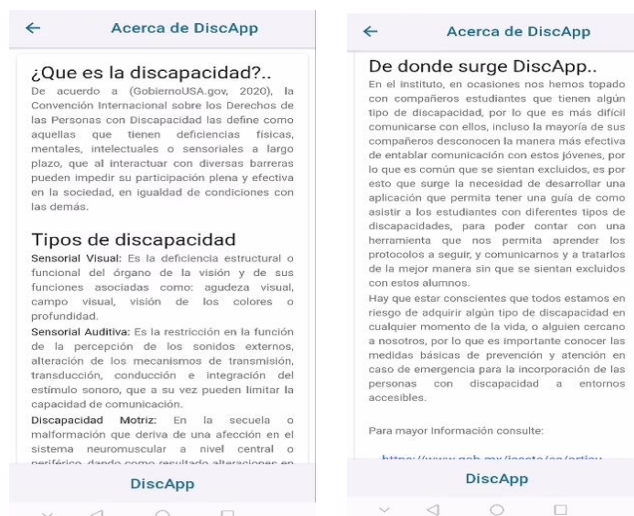 Acerca de DiscApp
¿Que es la discapacidad?..
De acuerdo a (GobiernoUSA.gov, 2020), la
Convención Internacional sobre los Derechos de
las Personas con Discapacidad las define como
aquellas que tienen deficiencias físicas,
mentales, intelectuales o sensoriales a largo
plazo, que al interactuar con diversas barreras
pueden impedir su participación plena y efectiva
en la sociedad, en igualdad de condiciones con
las demás.
Tipos de discapacidad
Sensorial Visual: Es la deficiencia estructural o
funcional del órgano de la visión y de sus
funciones asociadas como: agudeza visual,
campo visual, visión de los colores o
profundidad.
Sensorial Auditiva: Es la restricción en la función
de la percepción de los sonidos externos,
alteración de los mecanismos de transmisión,
transducción, conducción e integración del
estímulo sonoro, que a su vez pueden limitar la
capacidad de comunicación.
Discapacidad Motriz: En la secuela o
malformación que deriva de una afección en el
sistema neuromuscular a nivel central o
periférico, dando como resultado alteraciones en
DiscApp
Acerca de DiscApp
De donde surge DiscApp..
En el instituto, en ocasiones nos hemos topado
con compañeros estudiantes que tienen algún
tipo de discapacidad, por lo que es más difícil
comunicarse con ellos, incluso la mayoría de sus
compañeros desconocen la manera más efectiva
de entablar comunicación con estos jóvenes, por
lo que es común que se sientan excluidos, es por
esto que surge la necesidad de desarrollar una
aplicación que permita tener una guía de como
asistir a los estudiantes con diferentes tipos de
discapacidades, para poder contar con una
herramienta que nos permita aprender los
protocolos a seguir, y comunicarnos y a tratarlos
de la mejor manera sin que se sientan excluidos
con estos alumnos.
Hay que estar conscientes que todos estamos en
riesgo de adquirir algún tipo de discapacidad en
cualquier momento de la vida, o alguien cercano
a nosotros, por lo que es importante conocer las
medidas básicas de prevención y atención en
caso de emergencia para la incorporación de las
personas con discapacidad a entornos
accesibles.
Para mayor Información consulte:
DiscApp